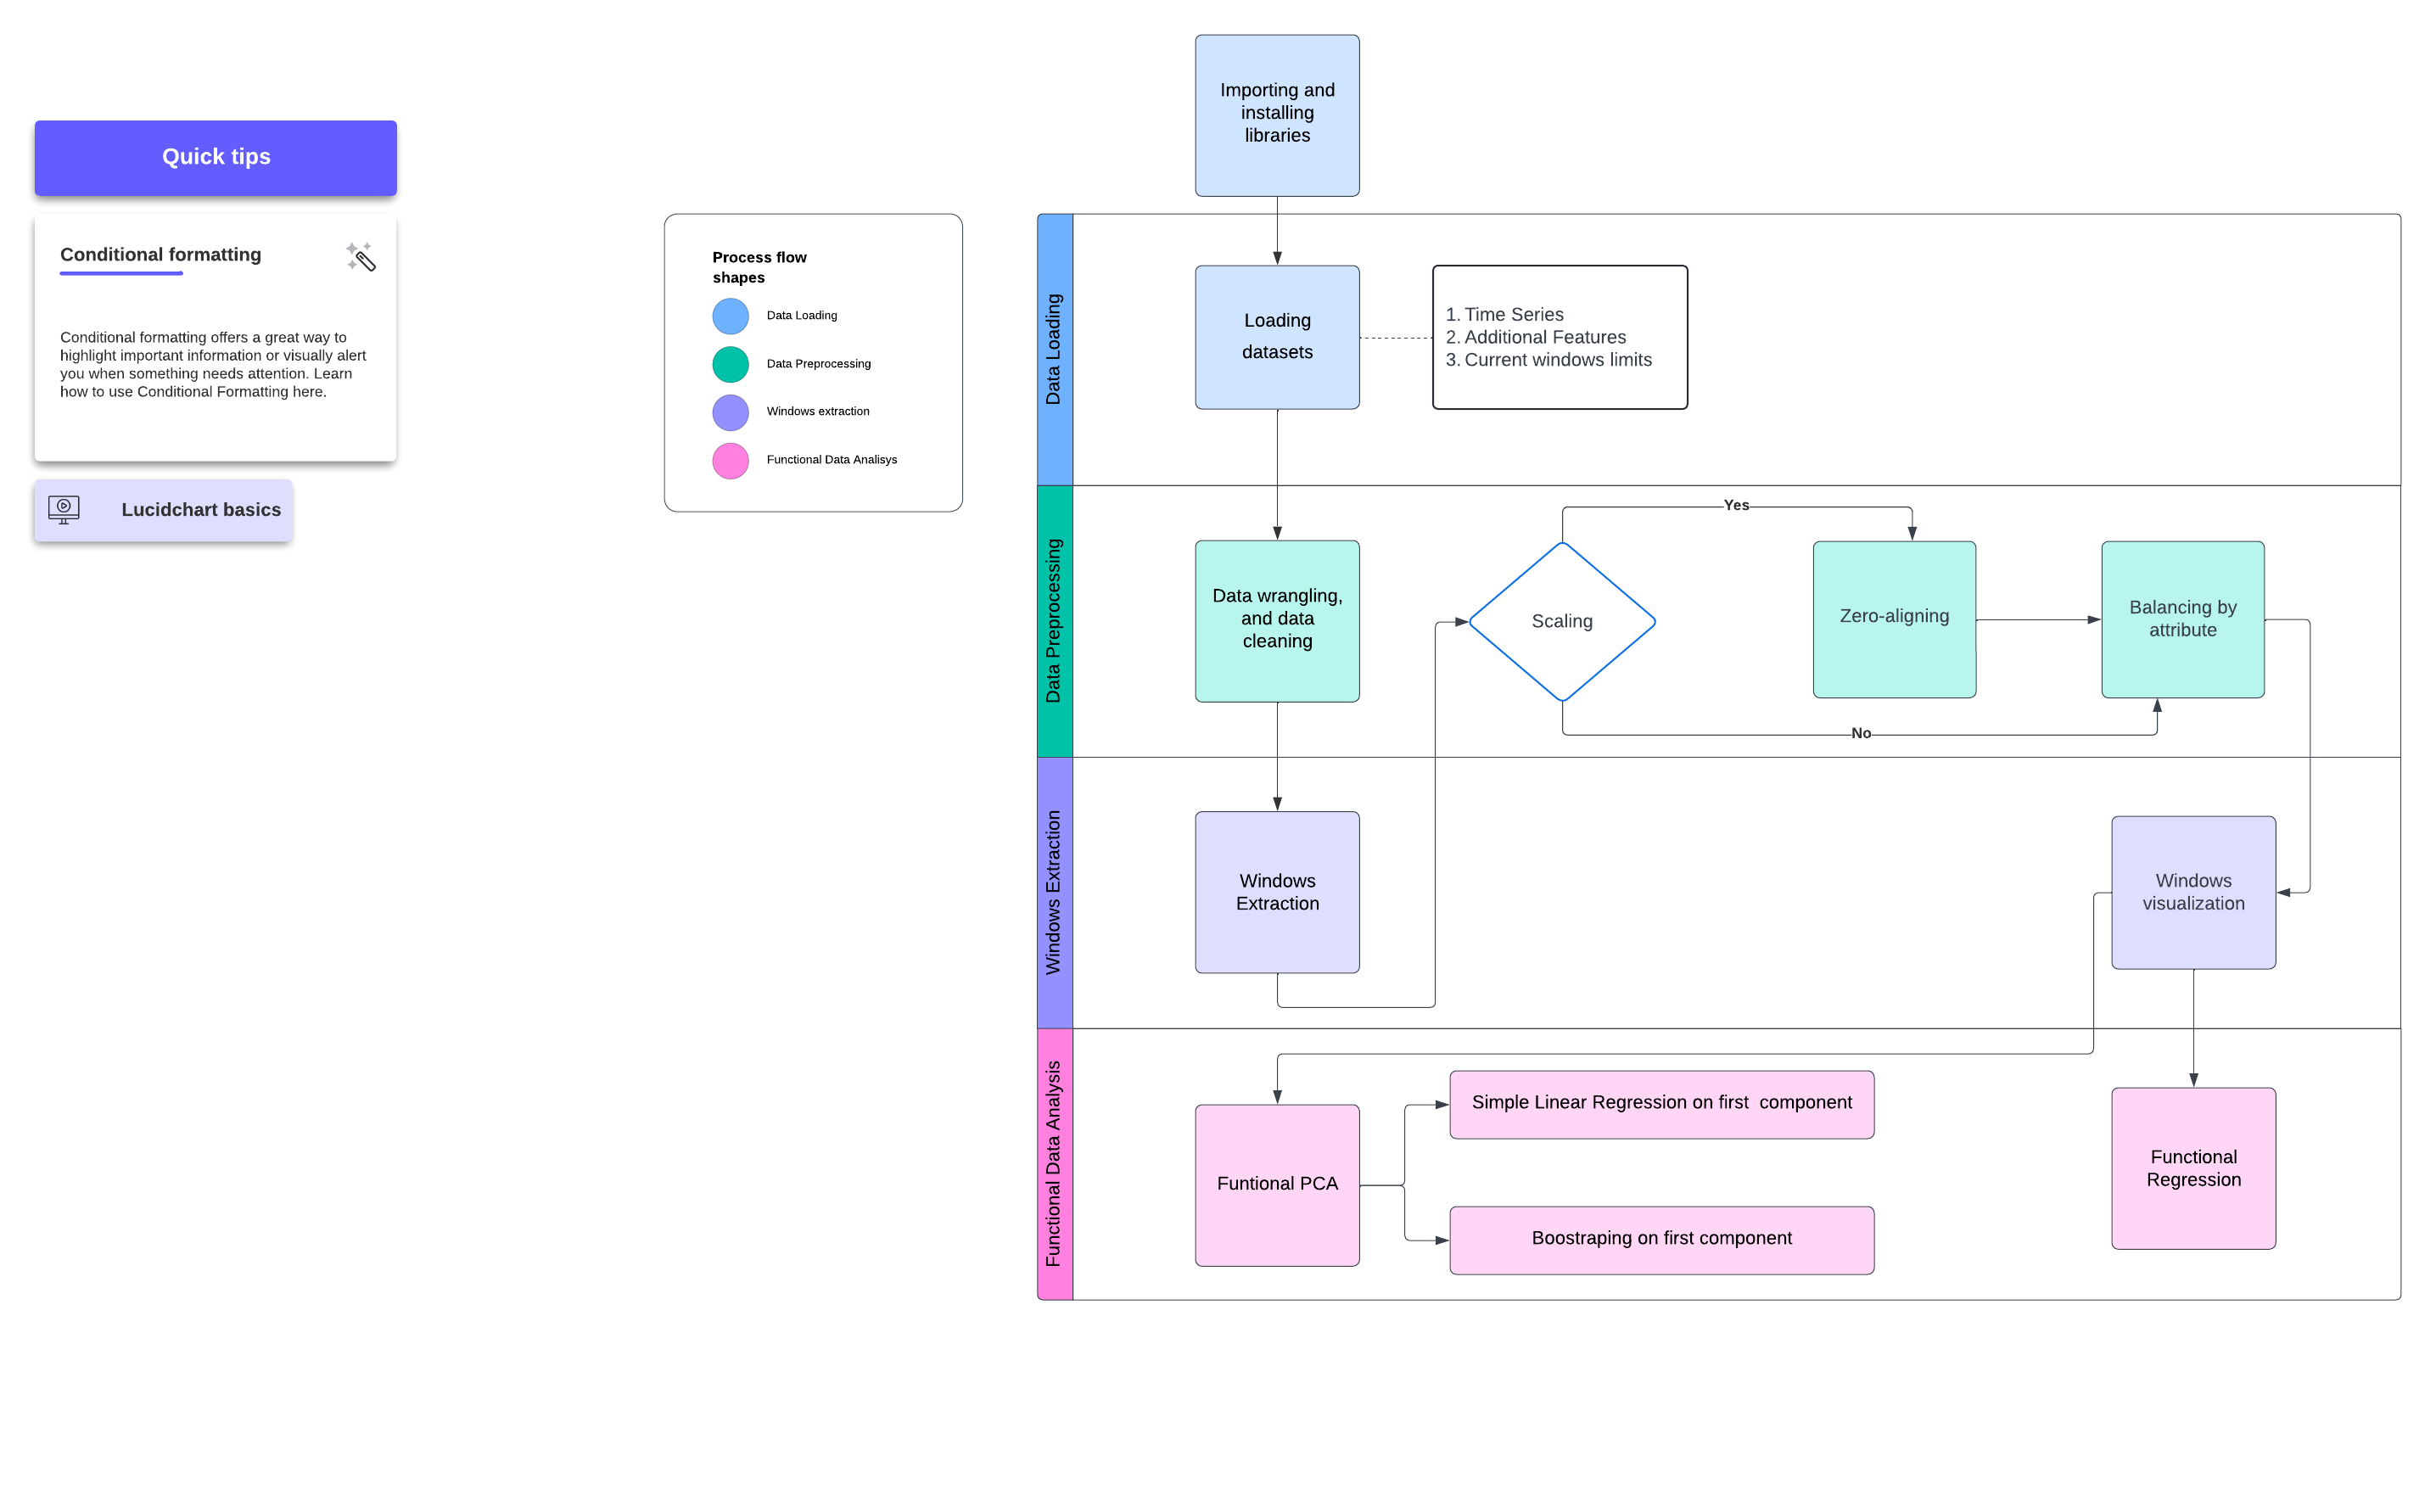 Quick tips
Conditional formatting
Conditional formatting offers a great way to
highlight important information or visually alert
you when something needs attention. Learn
how to use Conditional Formatting here.
Lucidchart basics
Process flow
shapes
Data Loading
Data Preprocessing
Windows extraction
Functional Data Analisys
Importing and
installing
libraries
Data Loading
Loading
datasets
1. Time Series
2. Additional Features
3. Current windows limits
Data Preprocessing
Data wrangling,
and data
cleaning
Scaling
Yes
No
Zero-aligning
Balancing by
attribute
Windows Extraction
Windows
Extraction
Windows
visualization
Functional Data Analysis
Funtional PCA
Simple Linear Regression on first  component
Boostraping on first component
Functional
Regression